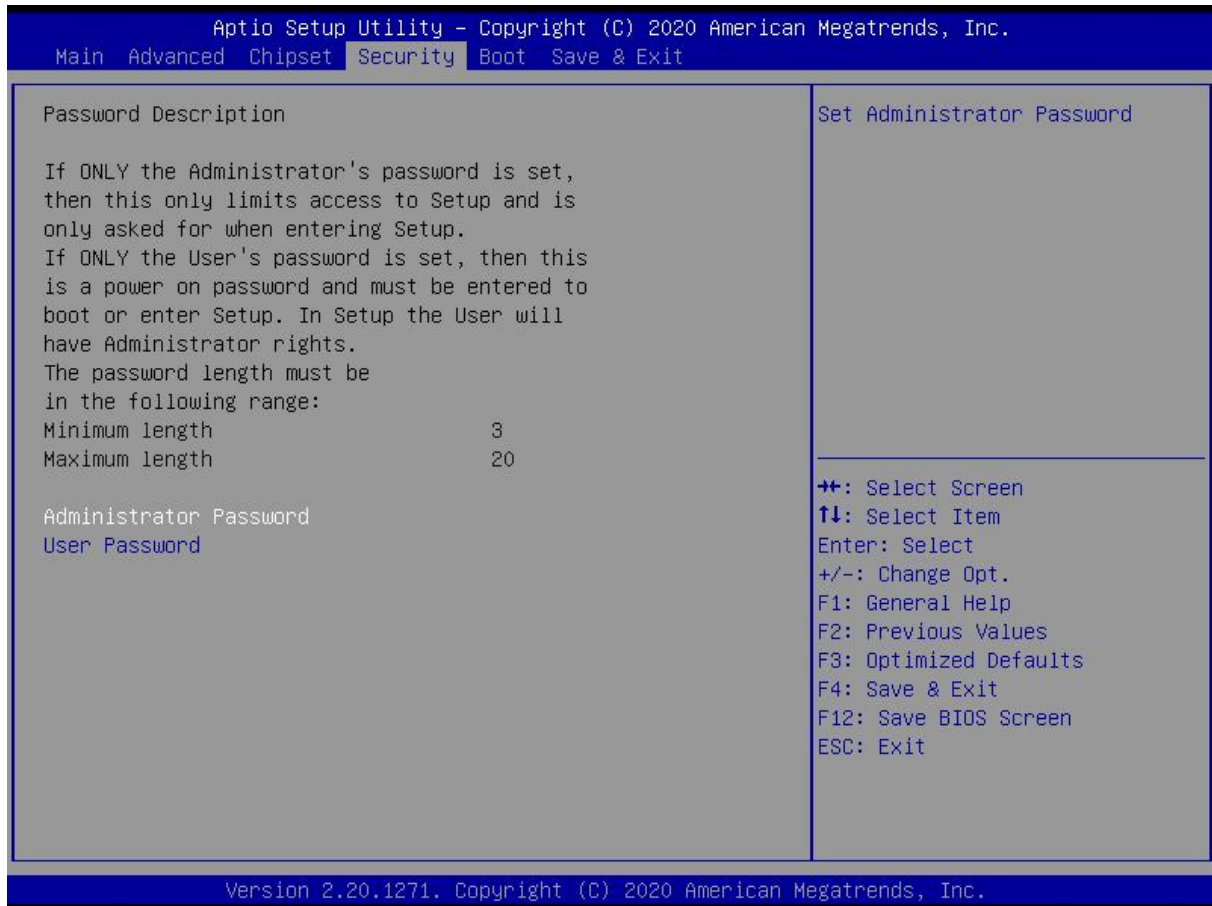 Aptio Setup Utility – Copyright (C) 2020 American Megatrends, Inc.
Main Advanced Chipset Security Boot Save & Exit
Password Description
If ONLY the Administrator's password is set,
then this only limits access to Setup and is
only asked for when entering Setup.
If ONLY the User's password is set, then this
is a power on password and must be entered to
boot or enter Setup. In Setup the User will
have Administrator rights.
The password length must be
in the following range:
Minimum length 3
Maximum length 20
Administrator Password
User Password
Set Administrator Password
→←: Select Screen
↑↓: Select Item
Enter: Select
+/-: Change Opt.
F1: General Help
F2: Previous Values
F3: Optimized Defaults
F4: Save & Exit
F12: Save BIOS Screen
ESC: Exit
Version 2.20.1271. Copyright (C) 2020 American Megatrends, Inc.